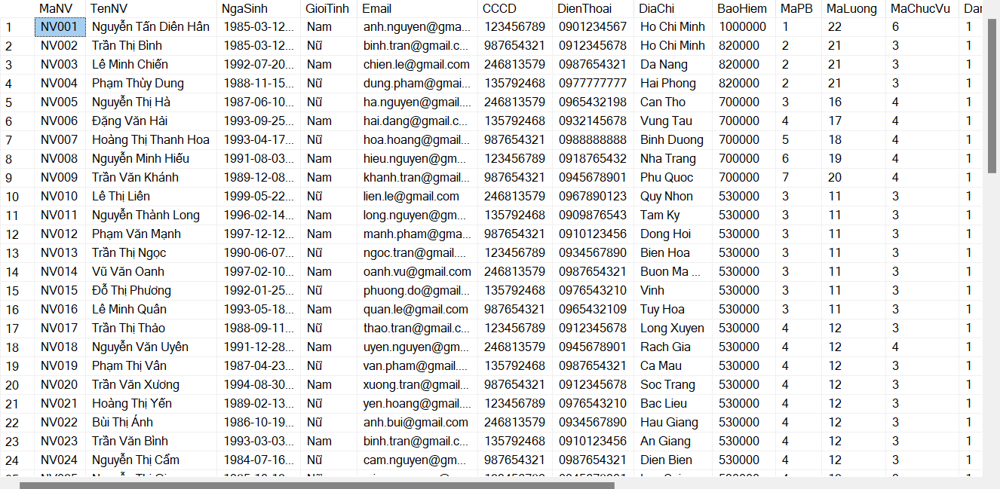 MaNV TenNV NgaSinh GioiTinh Email CCCD DienThoai DiaChi BaoHiem MaPB MaLuong MaChucVu Dan
1 NV001 Nguyễn Tấn Diên Hân 1985-03-12... Nam anh.nguyen@gma... 123456789 0901234567 Ho Chi Minh 1000000 1 22 6 1
2 NV002 Trần Thị Bình 1985-03-12... Nữ binh.tran@gmail.c... 987654321 0912345678 Ho Chi Minh 820000 2 21 3 1
3 NV003 Lê Minh Chiến 1992-07-20... Nam chien.le@gmail.com 246813579 0987654321 Da Nang 820000 2 21 3 1
4 NV004 Phạm Thùy Dung 1988-11-15... Nữ dung.pham@gmai... 135792468 0977777777 Hai Phong 820000 2 21 3 1
5 NV005 Nguyễn Thị Hà 1987-06-10... Nữ ha.nguyen@gmail.... 246813579 0965432198 Can Tho 700000 3 16 4 1
6 NV006 Đặng Văn Hải 1993-09-25... Nam hai.dang@gmail.c... 135792468 0932145678 Vung Tau 700000 4 17 4 1
7 NV007 Hoàng Thị Thanh Hoa 1993-04-17... Nữ hoa.hoang@gmail... 987654321 0988888888 Binh Duong 700000 5 18 4 1
8 NV008 Nguyễn Minh Hiếu 1991-08-03... Nam hieu.nguyen@gm... 123456789 0918765432 Nha Trang 700000 6 19 4 1
9 NV009 Trần Văn Khánh 1989-12-08... Nam khanh.tran@gmail... 987654321 0945678901 Phu Quoc 700000 7 20 4 1
10 NV010 Lê Thị Liên 1999-05-22... Nữ lien.le@gmail.com 246813579 0967890123 Quy Nhon 530000 3 11 3 1
11 NV011 Nguyễn Thành Long 1996-02-14... Nam long.nguyen@gm... 135792468 0909876543 Tam Ky 530000 3 11 3 1
12 NV012 Phạm Văn Mạnh 1997-12-12... Nam manh.pham@gma... 987654321 0910123456 Dong Hoi 530000 3 11 3 1
13 NV013 Trần Thị Ngọc 1990-06-07... Nữ ngoc.tran@gmail.... 123456789 0934567890 Bien Hoa 530000 3 11 3 1
14 NV014 Vũ Văn Oanh 1997-02-10... Nam oanh.vu@gmail.com 246813579 0987654321 Buon Ma ... 530000 3 11 3 1
15 NV015 Đỗ Thị Phương 1992-01-25... Nữ phuong.do@gmail... 135792468 0976543210 Vinh 530000 3 11 3 1
16 NV016 Lê Minh Quân 1993-05-18... Nam quan.le@gmail.com 987654321 0965432109 Tuy Hoa 530000 3 11 3 1
17 NV017 Trần Thị Thảo 1988-09-11... Nữ thao.tran@gmail.c... 123456789 0912345678 Long Xuyen 530000 4 12 3 1
18 NV018 Nguyễn Văn Uyên 1991-12-28... Nam uyen.nguyen@gm... 246813579 0945678901 Rach Gia 530000 4 12 4 1
19 NV019 Phạm Thị Vân 1987-04-23... Nữ van.pham@gmail.... 135792468 0987654321 Ca Mau 530000 4 12 3 1
20 NV020 Trần Văn Xương 1994-08-30... Nam xuong.tran@gmail... 987654321 0912345678 Soc Trang 530000 4 12 3 1
21 NV021 Hoàng Thị Yến 1989-02-13... Nữ yen.hoang@gmail.... 123456789 0976543210 Bac Lieu 530000 4 12 3 1
22 NV022 Bùi Thị Ánh 1986-10-19... Nữ anh.bui@gmail.com 246813579 0934567890 Hau Giang 530000 4 12 3 1
23 NV023 Trần Văn Bình 1993-03-03... Nam binh.tran@gmail.c... 135792468 0910123456 An Giang 530000 4 12 3 1
24 NV024 Nguyễn Thị Cẩm 1984-07-16... Nữ cam.nguyen@gm... 987654321 0987654321 Dien Bien 530000 4 12 3 1